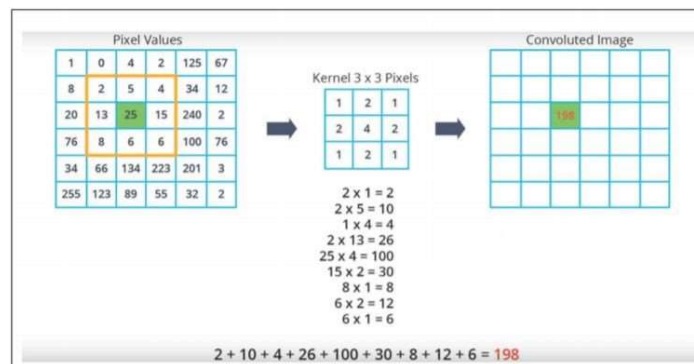 Pixel Values
1 0 4 2 125 67
8 2 5 4 34 12
20 13 25 15 240 2
76 8 6 6 100 76
34 66 134 223 201 3
255 123 89 55 32 2
Kernel 3 x 3 Pixels
1 2 1
2 4 2
1 2 1
2 x 1 = 2
2 x 5 = 10
1 x 4 = 4
2 x 13 = 26
25 x 4 = 100
15 x 2 = 30
8 x 1 = 8
6 x 2 = 12
6 x 1 = 6
Convoluted Image
198
2 + 10 + 4 + 26 + 100 + 30 + 8 + 12 + 6 = 198